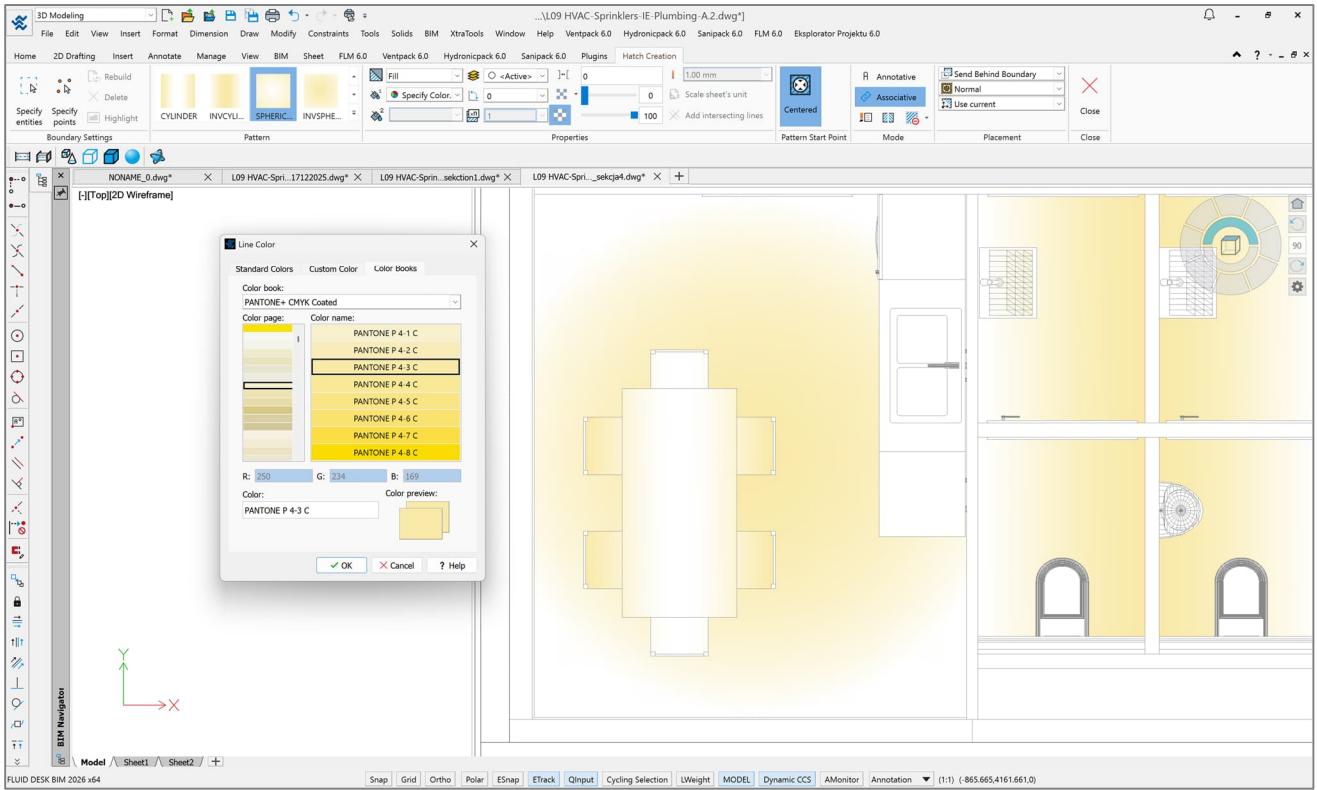 3D Modeling
...\L09 HVAC-Sprinklers-IE-Plumbing-A.2.dwg*]
File Edit View Insert Format Dimension Draw Modify Constraints Tools Solids BIM XtraTools Window Help Ventpack 6.0 Hydronicpack 6.0 Sanipack 6.0 FLM 6.0 Eksplorator Projektu 6.0
Home 2D Drafting Insert Annotate Manage View BIM Sheet FLM 6.0 Ventpack 6.0 Hydronicpack 6.0 Sanipack 6.0 Plugins Hatch Creation
Specify entities
Specify points
Rebuild
Delete
Highlight
Boundary Settings
CYLINDER INVCYLI... SPHERIC... INVSPHE...
Pattern
Fill
<Active>
0
1.00 mm
Specify Color.
0
0
Scale sheet's unit
1
100
Add intersecting lines
Properties
Centered
Pattern Start Point
Annotative
Associative
Mode
Send Behind Boundary
Normal
Use current
Placement
Close
Close
NONAME_0.dwg* L09 HVAC-Spri...17122025.dwg* L09 HVAC-Sprin...sekction1.dwg* L09 HVAC-Spri..._sekcja4.dwg*
[-][Top][2D Wireframe]
90
Line Color
Standard Colors Custom Color Color Books
Color book:
PANTONE+ CMYK Coated
Color page: Color name:
PANTONE P 4-1 C
PANTONE P 4-2 C
PANTONE P 4-3 C
PANTONE P 4-4 C
PANTONE P 4-5 C
PANTONE P 4-6 C
PANTONE P 4-7 C
PANTONE P 4-8 C
R: 250 G: 234 B: 169
Color: Color preview:
PANTONE P 4-3 C
OK Cancel ? Help
Y
X
BIM Navigator
Model Sheet1 Sheet2
FLUID DESK BIM 2026 x64
Snap Grid Ortho Polar ESnap ETrack QInput Cycling Selection LWeight MODEL Dynamic CCS AMonitor Annotation (1:1) (-865.665,4161.661,0)